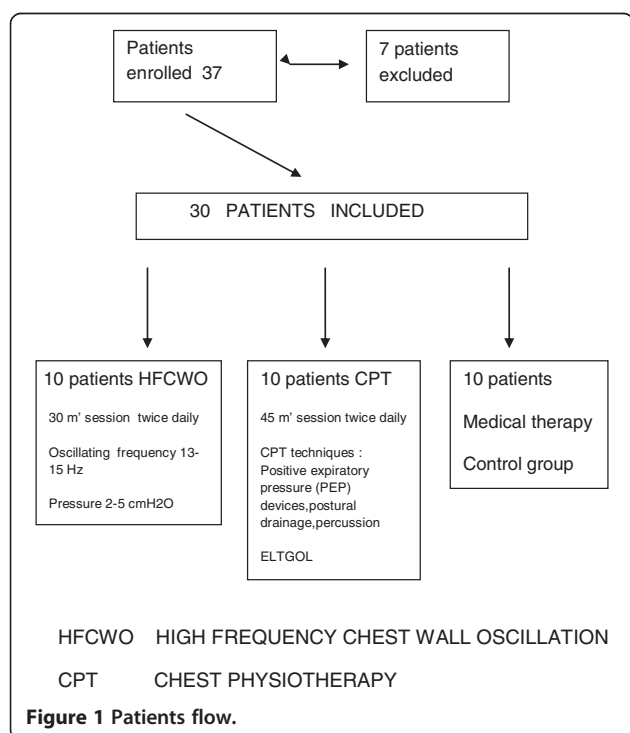 Patients
enrolled 37
7 patients
excluded
30 PATIENTS INCLUDED
10 patients HFCWO
30 m' session twice daily
Oscillating frequency 13-
15 Hz
Pressure 2-5 cmH2O
10 patients CPT
45 m' session twice daily
CPT techniques :
Positive expiratory
pressure (PEP)
devices,postural
drainage,percussion
ELTGOL
10 patients
Medical therapy
Control group
HFCWO HIGH FREQUENCY CHEST WALL OSCILLATION
CPT CHEST PHYSIOTHERAPY
Figure 1 Patients flow.